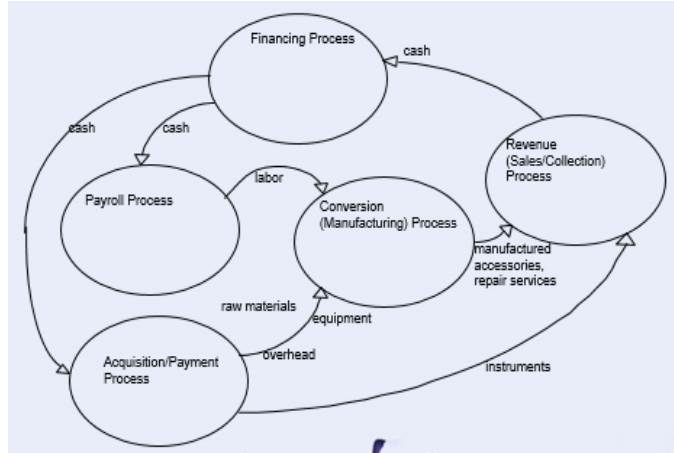 Financing Process
cash
cash
cash
Revenue
(Sales/Collection)
Process
Payroll Process
labor
Conversion
(Manufacturing) Process
manufactured
accessories,
repair services
raw materials
equipment
overhead
Acquisition/Payment
Process
instruments